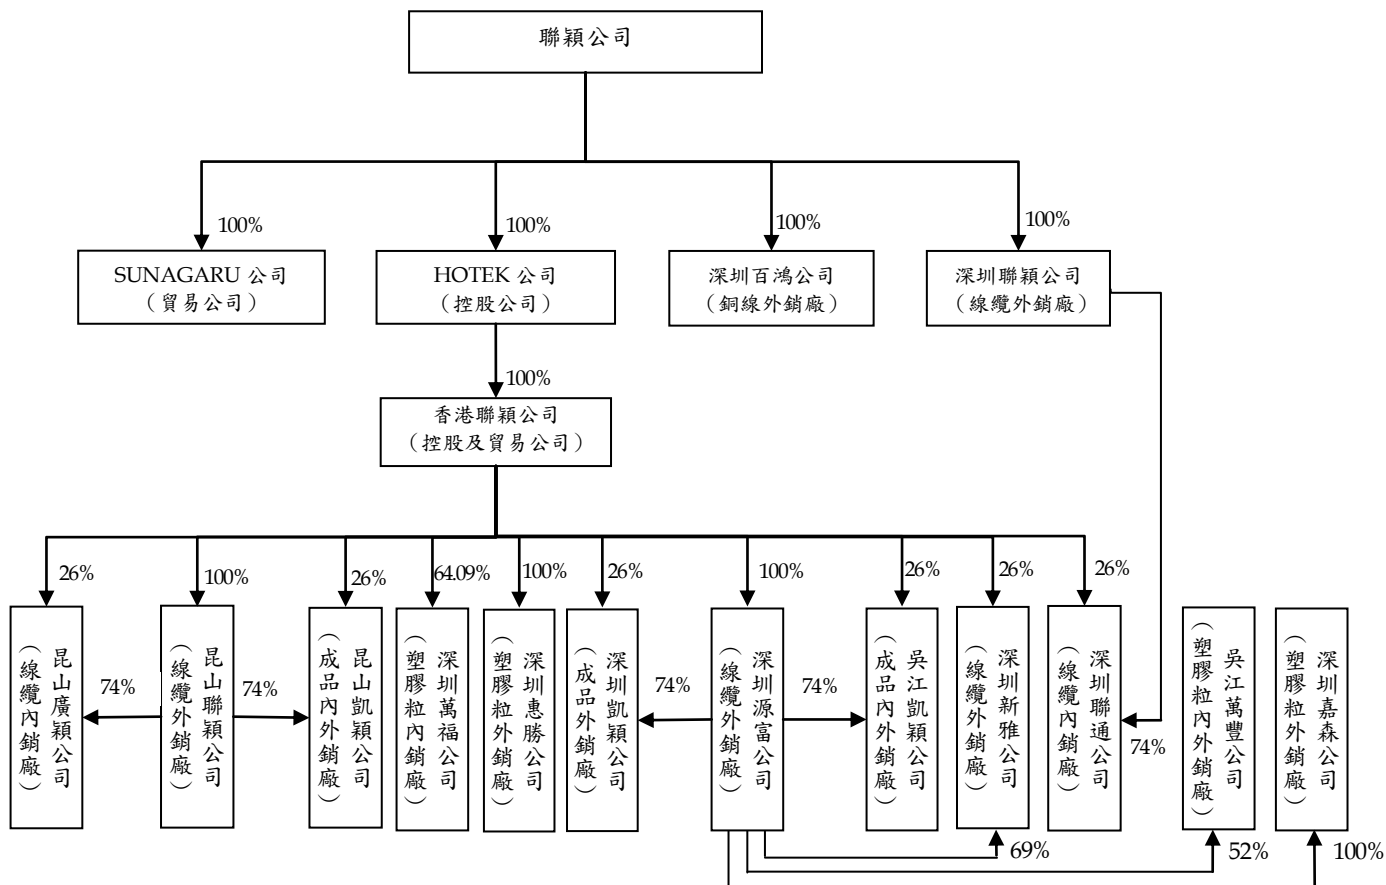 聯穎公司
100%
100%
100%
100%
SUNAGARU 公司
（貿易公司）
HOTEK 公司
（控股公司）
深圳百鴻公司
（銅線外銷廠）
深圳聯穎公司
（線纜外銷廠）
100%
香港聯穎公司
（控股及貿易公司）
26%
100%
26%
64.09%
100%
26%
100%
26%
26%
26%
昆山廣穎公司
（線纜內銷廠）
74%
昆山聯穎公司
（線纜外銷廠）
74%
昆山凱穎公司
（成品內外銷廠）
深圳萬福公司
（塑膠粒內銷廠）
深圳惠勝公司
（塑膠粒外銷廠）
深圳凱穎公司
（成品外銷廠）
74%
深圳源富公司
（線纜外銷廠）
74%
吳江凱穎公司
（成品內外銷廠）
深圳新雅公司
（線纜外銷廠）
深圳聯通公司
（線纜內銷廠）
74%
吳江萬豐公司
（塑膠粒內外銷廠）
深圳嘉森公司
（塑膠粒外銷廠）
69%
52%
100%